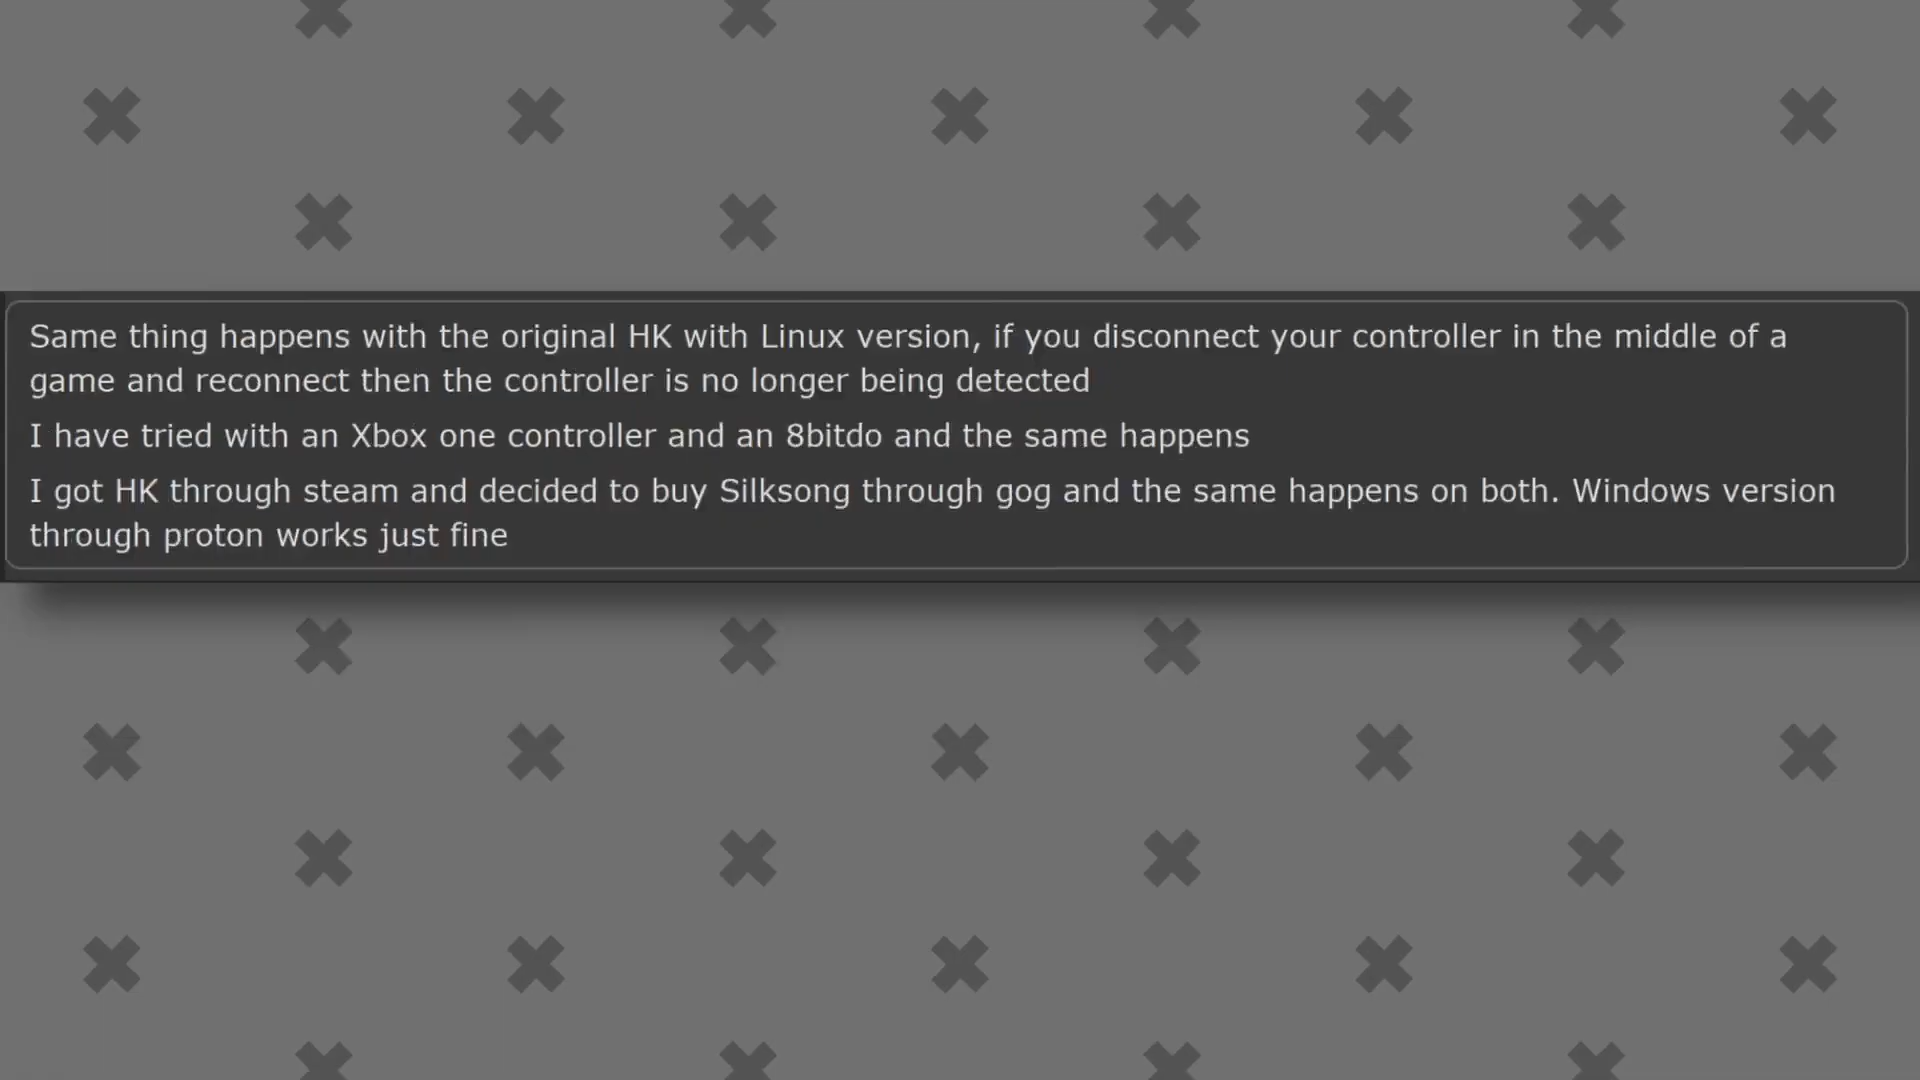 Same thing happens with the original HK with Linux version, if you disconnect your controller in the middle of a
game and reconnect then the controller is no longer being detected
I have tried with an Xbox one controller and an 8bitdo and the same happens
I got HK through steam and decided to buy Silksong through gog and the same happens on both. Windows version
through proton works just fine